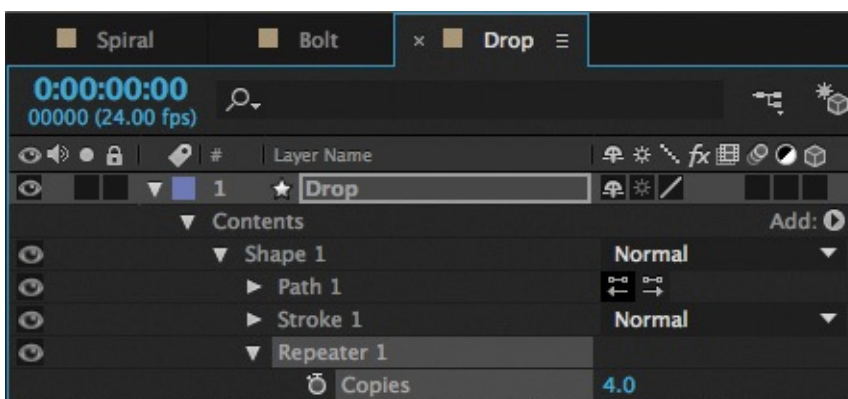 Spiral Bolt × Drop ≡
0:00:00:00
00000 (24.00 fps)
# Layer Name fx
1 Drop
Contents Add:
Shape 1 Normal
Path 1
Stroke 1 Normal
Repeater 1
Copies 4.0